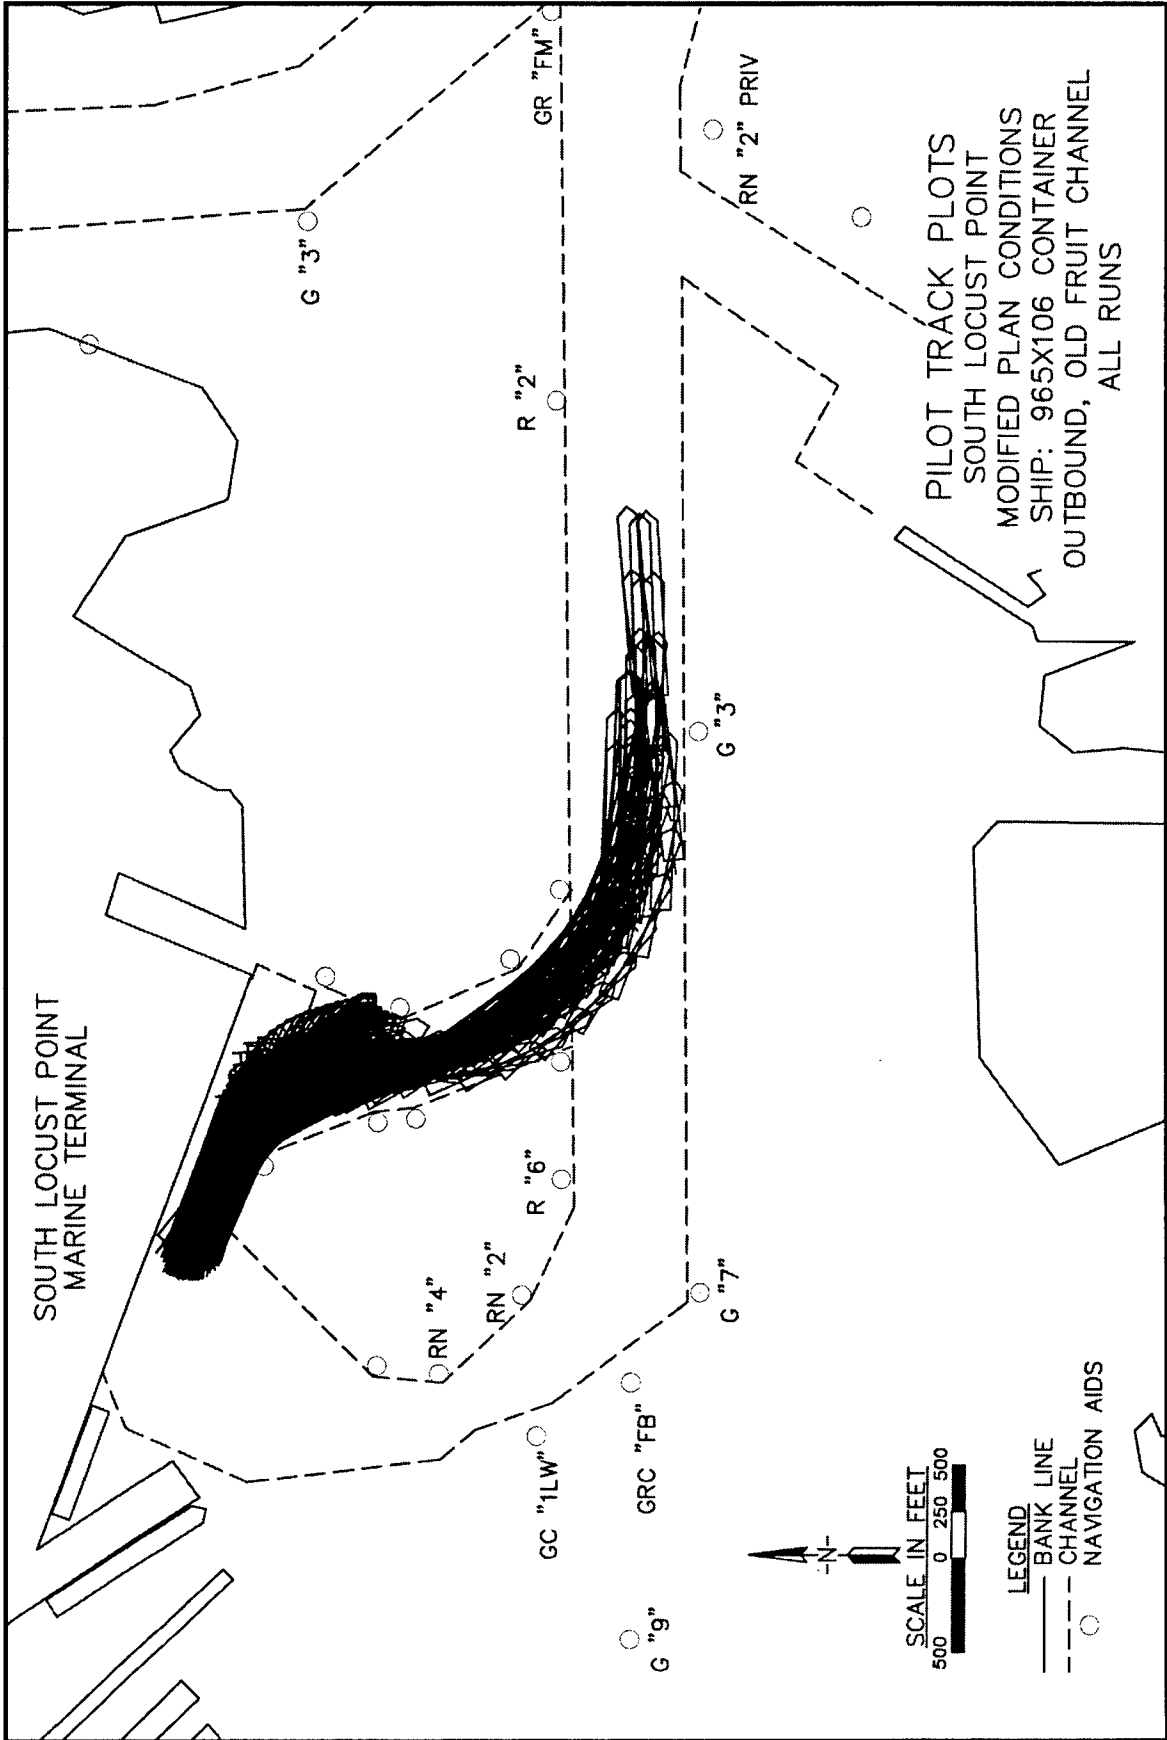 SOUTH LOCUST POINT
MARINE TERMINAL
G "3"
GR "FM"
R "2"
RN "2" PRIV
R "6"
RN "2"
RN "4"
G "3"
G "7"
GC "1LW"
GRC "FB"
G "9"
-N-
SCALE IN FEET
500 0 250 500
LEGEND
BANK LINE
CHANNEL
NAVIGATION AIDS
PILOT TRACK PLOTS
SOUTH LOCUST POINT
MODIFIED PLAN CONDITIONS
SHIP: 965X106 CONTAINER
OUTBOUND, OLD FRUIT CHANNEL
ALL RUNS